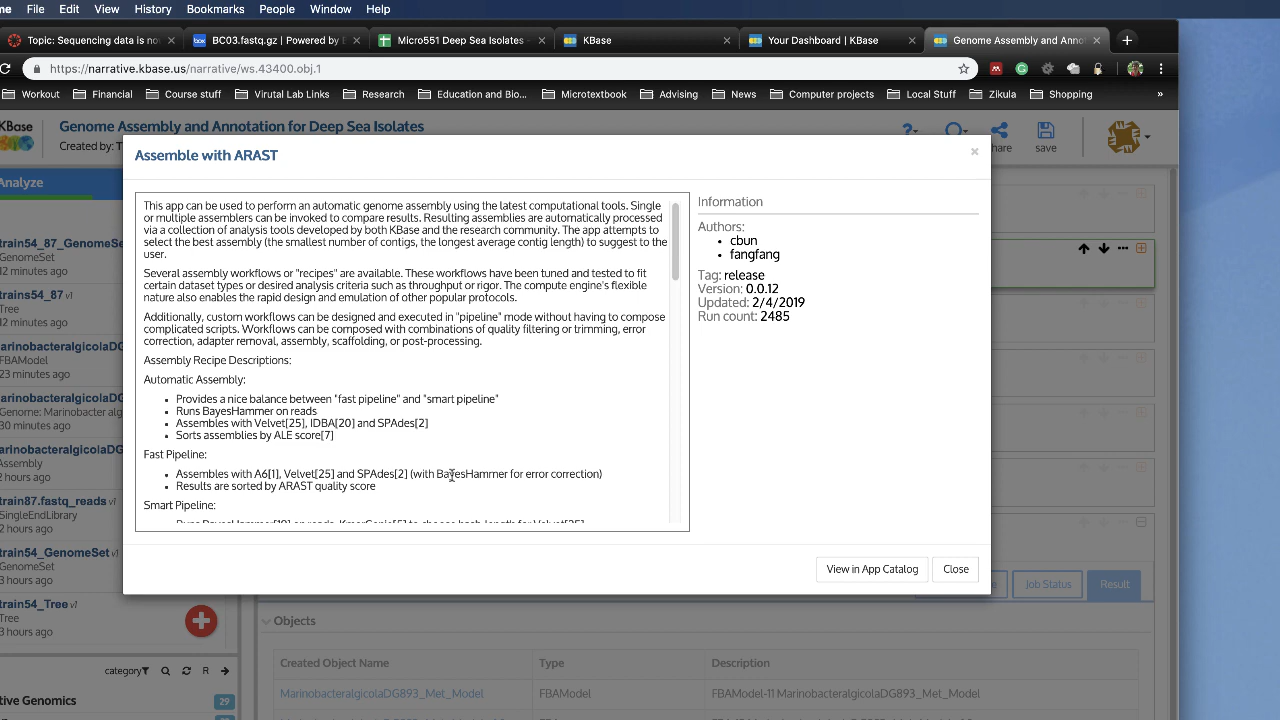 me File Edit View History Bookmarks People Window Help
Topic: Sequencing data is no BC03.fastq.gz | Powered by Micro551 Deep Sea Isolates - KBase Your Dashboard | KBase Genome Assembly and Anno
https://narrative.kbase.us/narrative/ws.43400.obj.1
Workout Financial Course stuff Virutal Lab Links Research Education and Bio... Microtextbook Advising News Computer projects Local Stuff Zikula Shopping »
KBase
Genome Assembly and Annotation for Deep Sea Isolates
Created by: T
hare save
Analyze
Assemble with ARAST
This app can be used to perform an automatic genome assembly using the latest computational tools. Single
or multiple assemblers can be invoked to compare results. Resulting assemblies are automatically processed
via a collection of analysis tools developed by both KBase and the research community. The app attempts to
select the best assembly (the smallest number of contigs, the longest average contig length) to suggest to the
user.
Several assembly workflows or "recipes" are available. These workflows have been tuned and tested to fit
certain dataset types or desired analysis criteria such as throughput or rigor. The compute engine's flexible
nature also enables the rapid design and emulation of other popular protocols.
Additionally, custom workflows can be designed and executed in "pipeline" mode without having to compose
complicated scripts. Workflows can be composed with combinations of quality filtering or trimming, error
correction, adapter removal, assembly, scaffolding, or post-processing.
Assembly Recipe Descriptions:
Automatic Assembly:
• Provides a nice balance between "fast pipeline" and "smart pipeline"
• Runs BayesHammer on reads
• Assembles with Velvet[25], IDBA[20] and SPAdes[2]
• Sorts assemblies by ALE score[7]
Fast Pipeline:
• Assembles with A6[1], Velvet[25] and SPAdes[2] (with BayesHammer for error correction)
• Results are sorted by ARAST quality score
Smart Pipeline:
Information
Authors:
• cbun
• fangfang
Tag: release
Version: 0.0.12
Updated: 2/4/2019
Run count: 2485
View in App Catalog Close
train54_87_GenomeSe
GenomeSet
12 minutes ago
trains54_87 v1
Tree
12 minutes ago
arinobacteralgicolaD
FBAModel
23 minutes ago
arinobacteralgicolaD
Genome: Marinobacter alg
30 minutes ago
arinobacteralgicolaD
Assembly
2 hours ago
train87.fastq_reads v1
SingleEndLibrary
2 hours ago
train54_GenomeSet
GenomeSet
3 hours ago
train54_Tree v1
Tree
3 hours ago
category R
tive Genomics 29
Job Status Result
Objects
Created Object Name Type Description
MarinobacteralgicolaDG893_Met_Model FBAModel FBAModel-11 MarinobacteralgicolaDG893_Met_Model